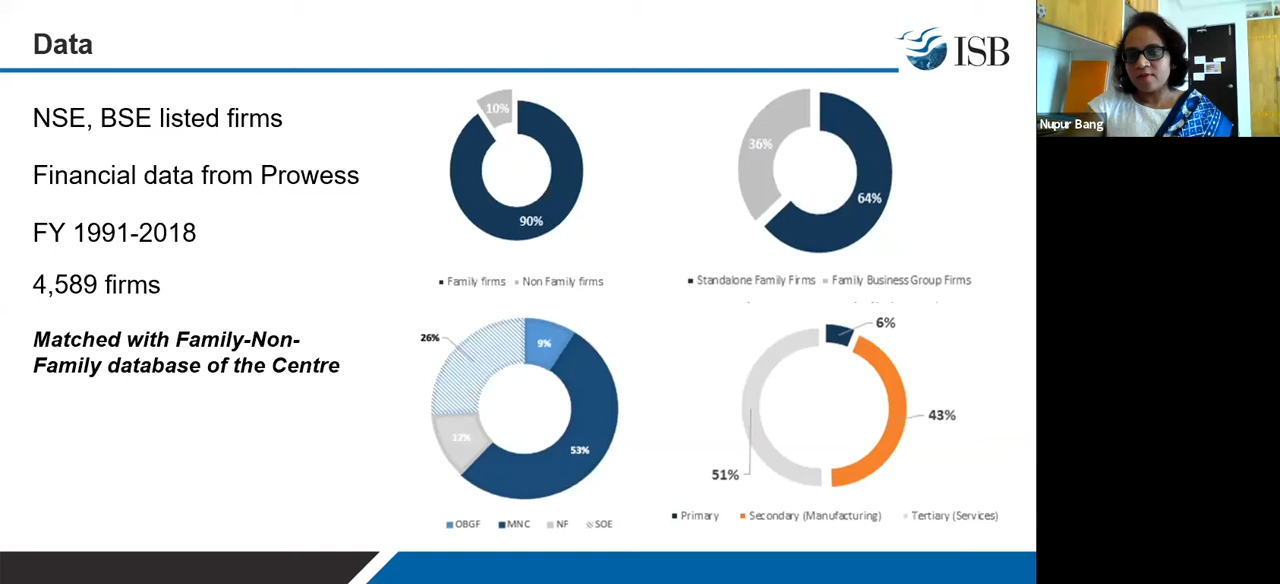 Data
ISB
Nupur Bang
NSE, BSE listed firms
Financial data from Prowess
FY 1991-2018
4,589 firms
Matched with Family-Non-
Family database of the Centre
10%
90%
Family firms Non Family firms
36%
64%
Standalone Family Firms Family Business Group Firms
26%
9%
12%
53%
OBGF MNC NF SOE
6%
43%
51%
Primary Secondary (Manufacturing) Tertiary (Services)